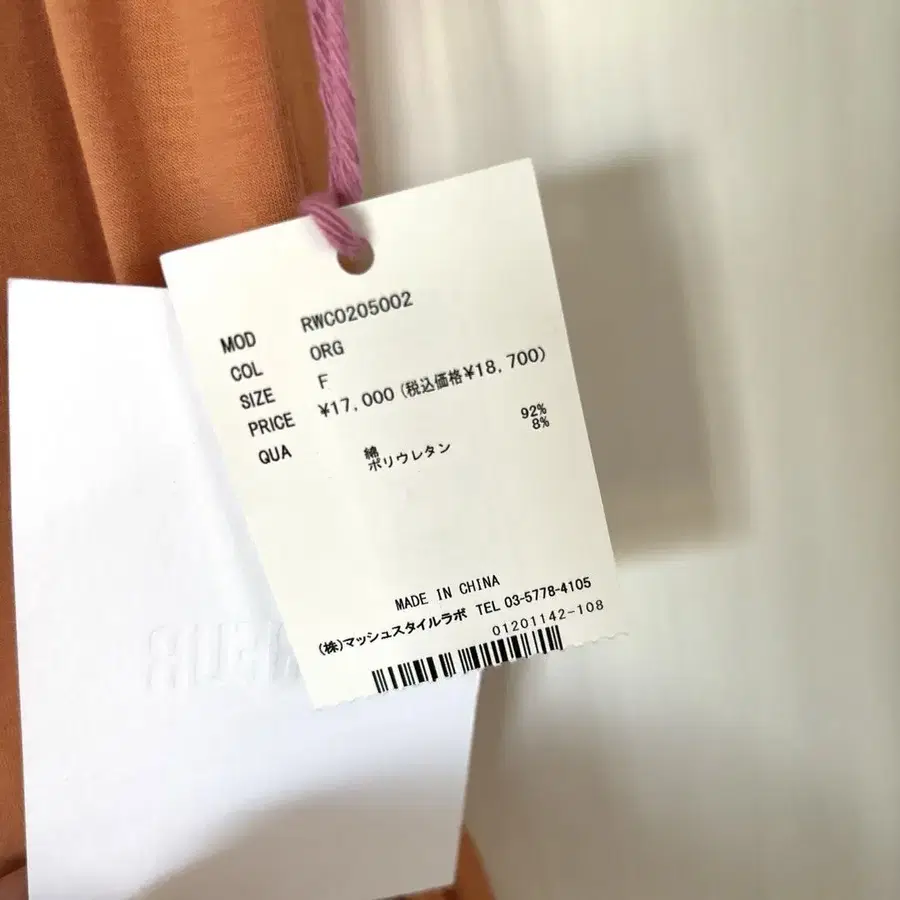 MOD RWCO205002
COL ORG
SIZE F
PRICE ¥17,000 (税込価格¥18,700)
QUA 綿 92%
ポリウレタン 8%
MADE IN CHINA
(株)マッシュスタイルラボ TEL 03-5778-4105
01201142-108